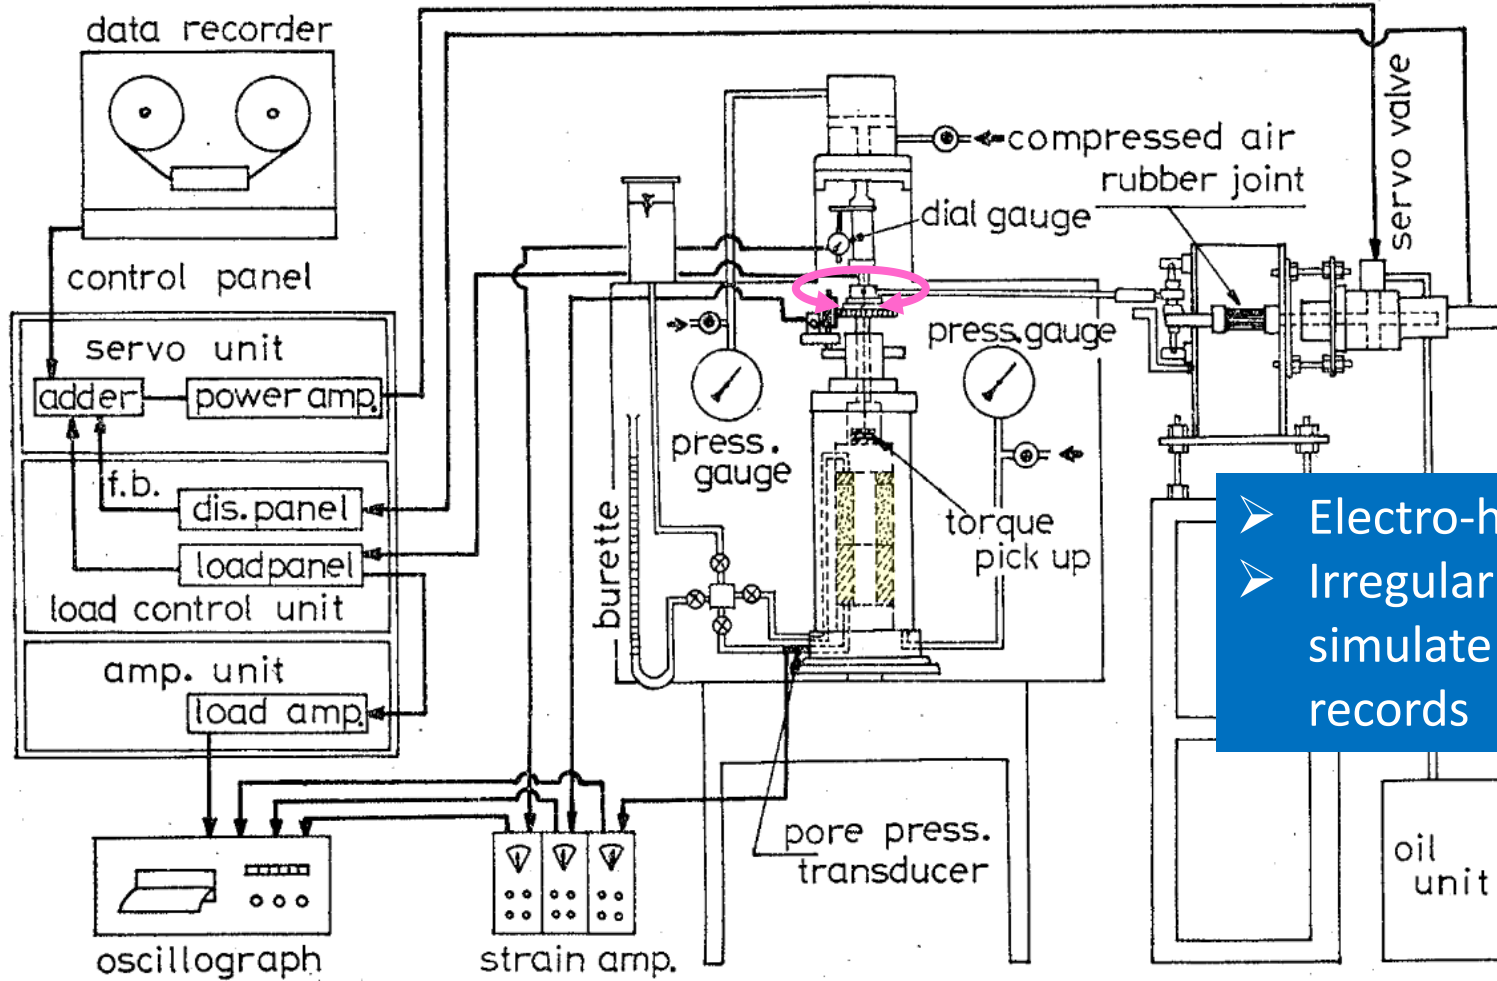 data recorder
control panel
servo unit
adder
power amp.
f.b.
dis. panel
load panel
load control unit
amp. unit
load amp.
oscillograph
strain amp.
burette
press.
gauge
compressed air
rubber joint
dial gauge
press. gauge
torque
pick up
pore press.
transducer
servo valve
➢ Electro-h
➢ Irregular
simulate
records
oil
unit